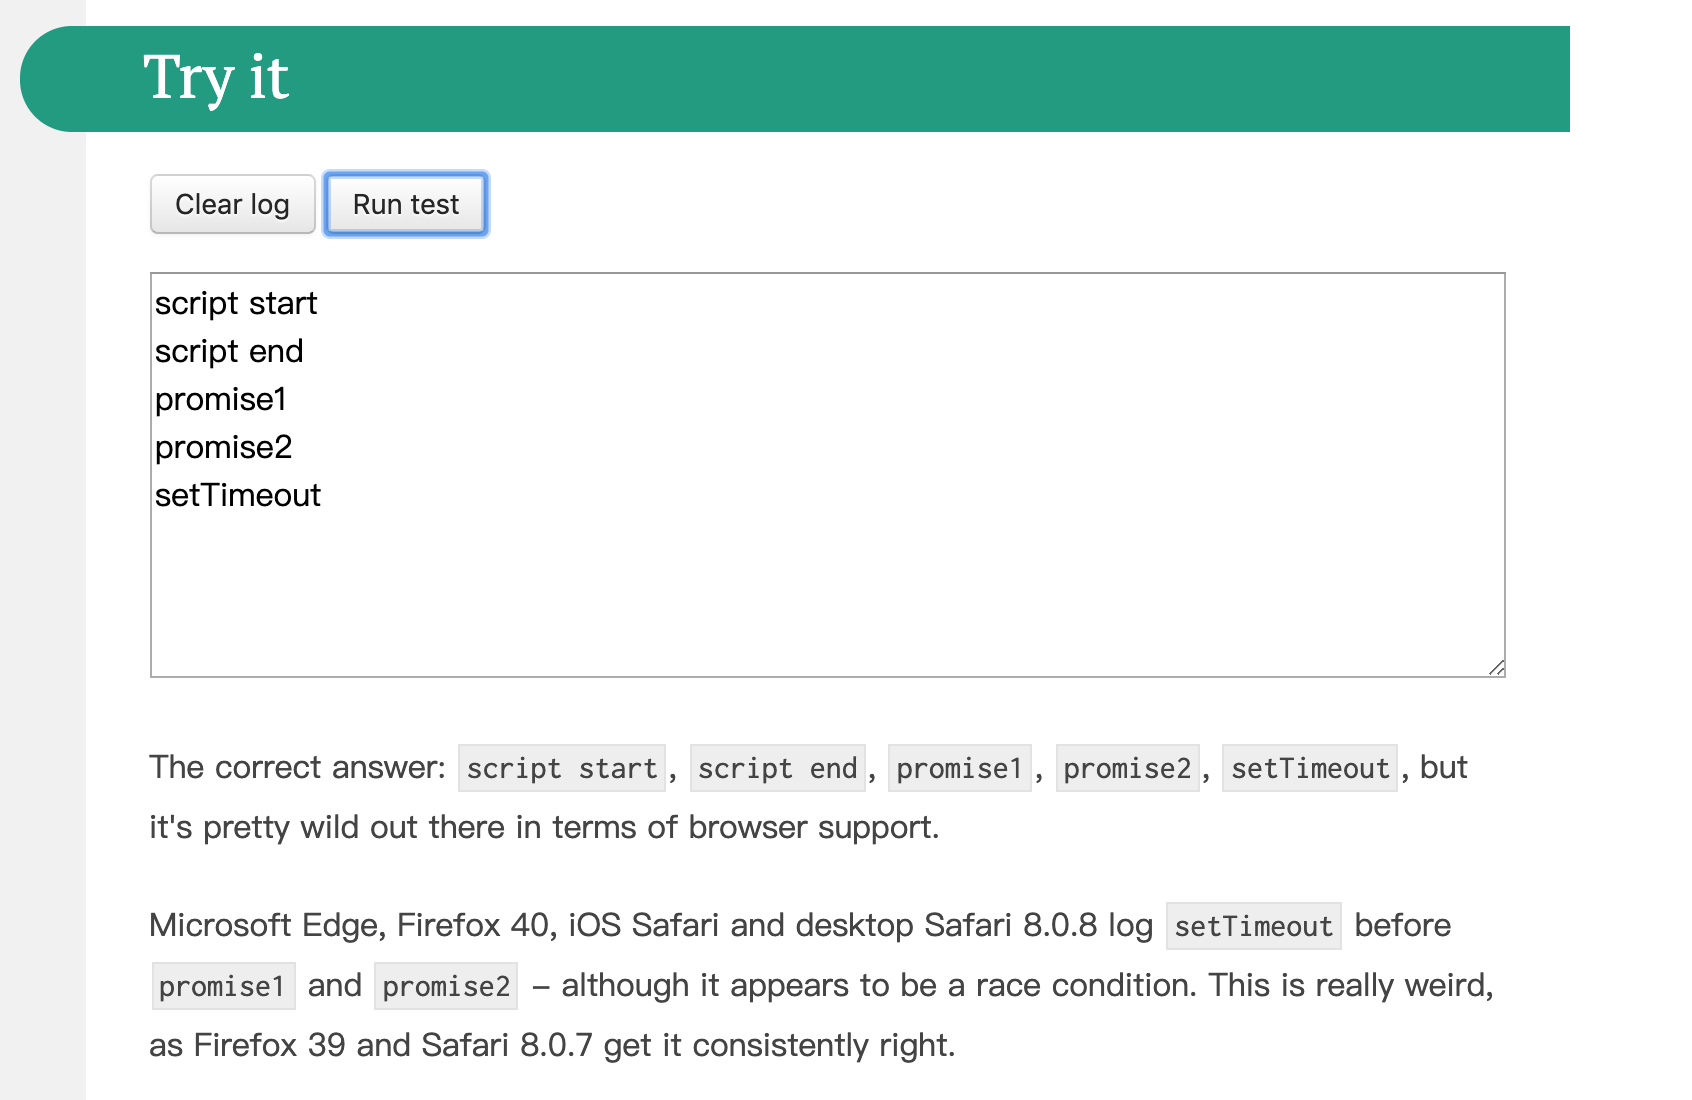 Try it
Clear log Run test
script start
script end
promise1
promise2
setTimeout
The correct answer: script start, script end, promise1, promise2, setTimeout, but
it's pretty wild out there in terms of browser support.
Microsoft Edge, Firefox 40, iOS Safari and desktop Safari 8.0.8 log setTimeout before
promise1 and promise2 – although it appears to be a race condition. This is really weird,
as Firefox 39 and Safari 8.0.7 get it consistently right.